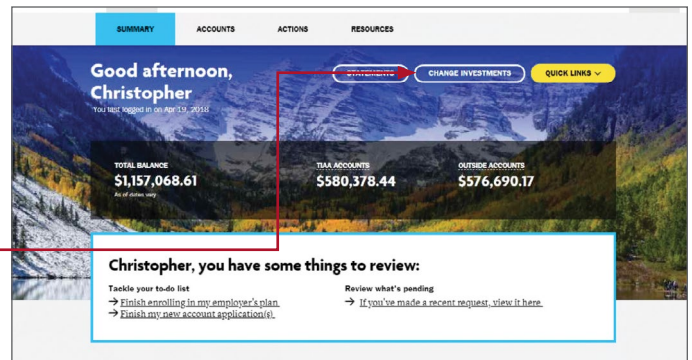 SUMMARY ACCOUNTS ACTIONS RESOURCES
Good afternoon,
Christopher
You last logged in on Apr 19, 2018
STATEMENTS CHANGE INVESTMENTS QUICK LINKS
TOTAL BALANCE
$1,157,068.61
As of dates vary
TIAA ACCOUNTS
$580,378.44
OUTSIDE ACCOUNTS
$576,690.17
Christopher, you have some things to review:
Tackle your to-do list
→ Finish enrolling in my employer's plan
→ Finish my new account application(s)
Review what's pending
→ If you've made a recent request, view it here